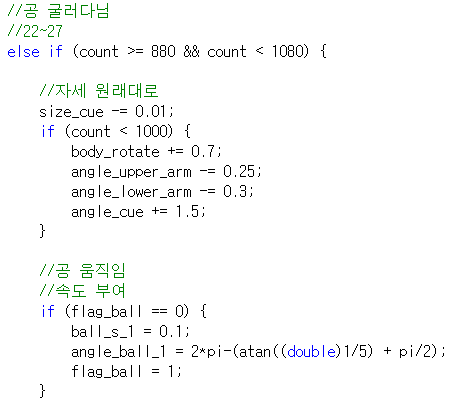 //공 굴러다님
//22~27
else if (count >= 880 && count < 1080) {
//자세 원래대로
size_cue -= 0.01;
if (count < 1000) {
body_rotate += 0.7;
angle_upper_arm -= 0.25;
angle_lower_arm -= 0.3;
angle_cue += 1.5;
}
//공 움직임
//속도 부여
if (flag_ball == 0) {
ball_s_1 = 0.1;
angle_ball_1 = 2*pi-(atan((double)1/5) + pi/2);
flag_ball = 1;
}